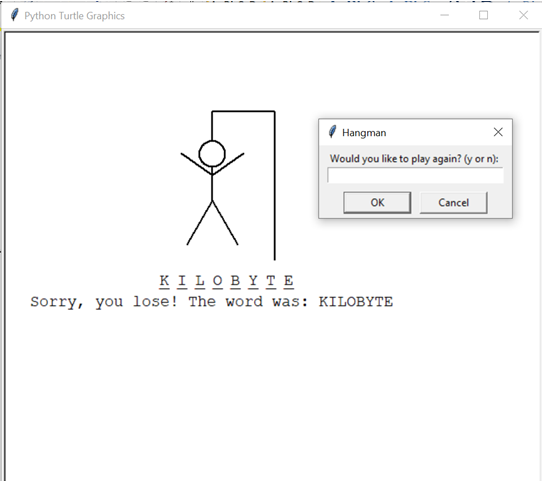 Python Turtle Graphics
Hangman
Would you like to play again? (y or n):
OK Cancel
K I L O B Y T E
Sorry, you lose! The word was: KILOBYTE